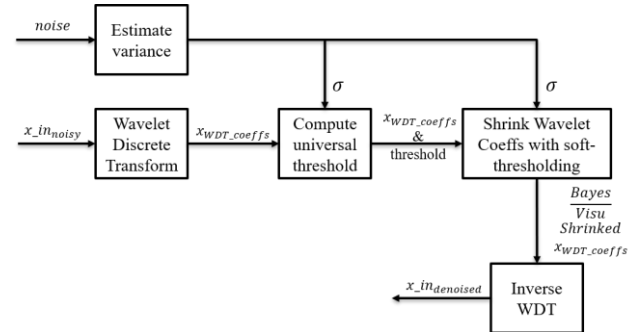 noise
Estimate
variance
σ
σ
x_in_noisy
Wavelet
Discrete
Transform
x_WDT_coeffs
Compute
universal
threshold
x_WDT_coeffs
&
threshold
Shrink Wavelet
Coeffs with soft-
thresholding
Bayes
Visu
Shrinked
x_WDT_coeffs
x_in_denoised
Inverse
WDT